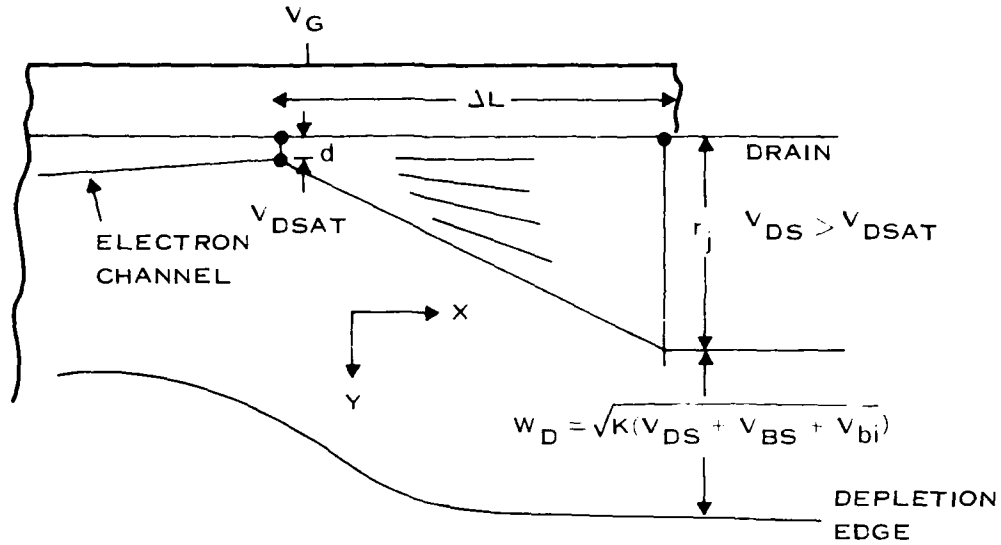 V_G
ΔL
d
DRAIN
V_DSAT
r_j
V_DS > V_DSAT
ELECTRON
CHANNEL
X
Y
W_D = √K(V_DS + V_BS + V_bi)
DEPLETION
EDGE